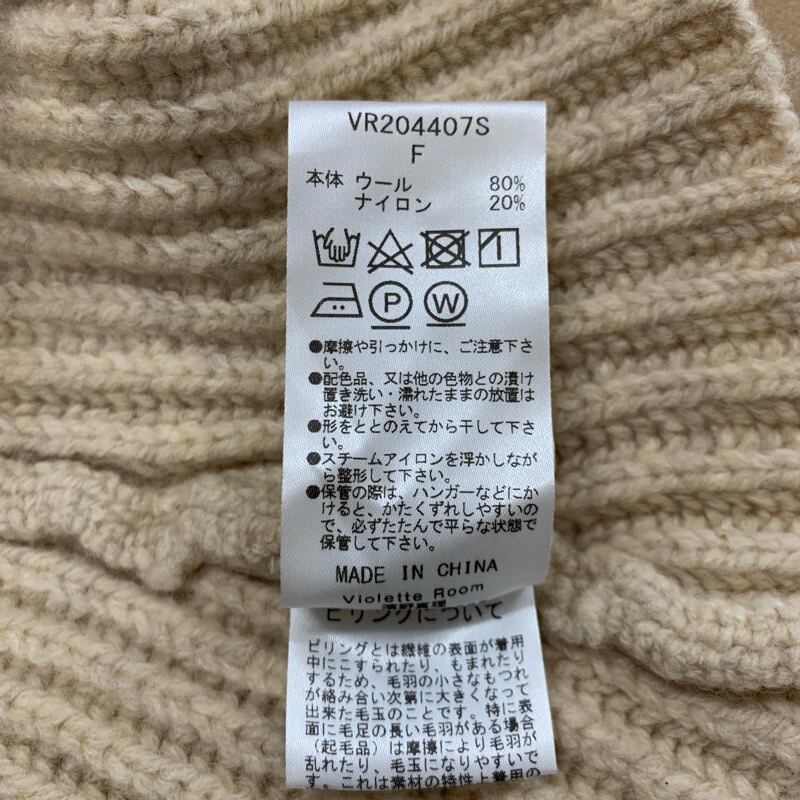 VR204407S
F
本体 ウール 80%
ナイロン 20%
P W
●摩擦や引っかけに、ご注意下さ
い。
●配色品、又は他の色物との漬け
置き洗い・濡れたままの放置は
お避け下さい。
●形をととのえてから干して下さ
い。
●スチームアイロンを浮かしなが
ら整形して下さい。
●保管の際は、ハンガーなどにか
けると、かたくずれしやすいの
で、必ずたたんで平らな状態で
保管して下さい。
MADE IN CHINA
Violette Room
ピリングについて
ピリングとは繊維の表面が着用
中にこすられたり、もまれたり
するため、毛羽の小さなもつれ
が絡み合い次第に大きくなって
出来た毛玉のことです。特に表
面に毛足の長い毛羽がある場合
(起毛品)は摩擦により毛羽が
乱れたり、毛玉になりやすいで
す。これは素材の特性上着用の